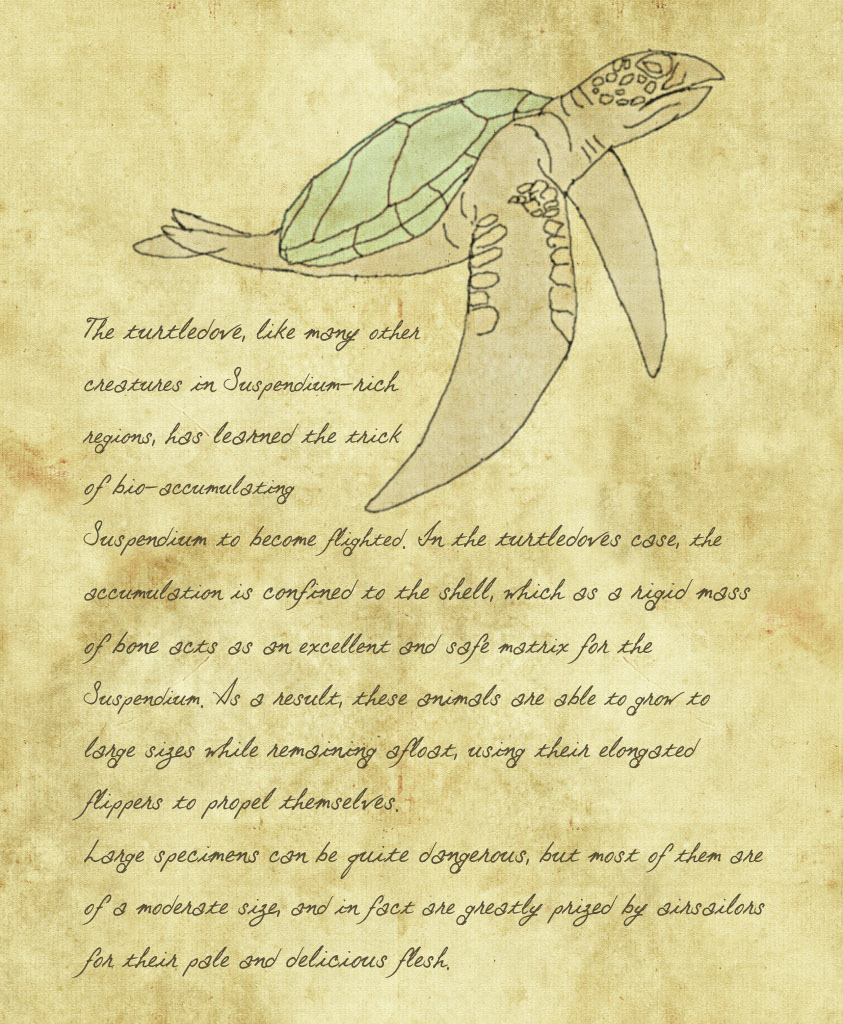 The turtledove, like many other
creatures in Suspendium-rich
regions, has learned the trick
of bio-accumulating
Suspendium to become flighted. In the turtledoves case, the
accumulation is confined to the shell, which as a rigid mass
of bone acts as an excellent and safe matrix for the
Suspendium. As a result, these animals are able to grow to
large sizes while remaining afloat, using their elongated
flippers to propel themselves.
Large specimens can be quite dangerous, but most of them are
of a moderate size, and in fact are greatly prized by airsailors
for their pale and delicious flesh.